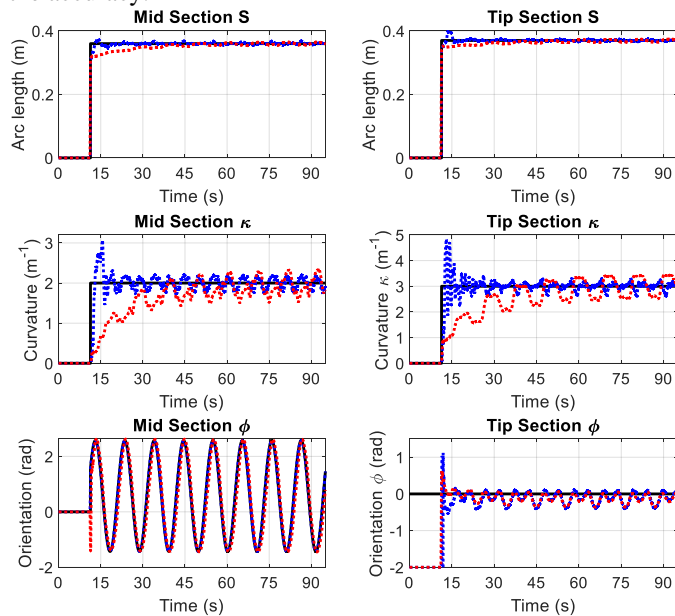 Mid Section S
Tip Section S
0.4
0.2
0
Arc length (m)
0 15 30 45 60 75 90
Time (s)
0.4
0.2
0
Arc length (m)
0 15 30 45 60 75 90
Time (s)
Mid Section κ
Tip Section κ
3
2
1
0
Curvature (m⁻¹)
0 15 30 45 60 75 90
Time (s)
5
4
3
2
1
0
Curvature κ (m⁻¹)
0 15 30 45 60 75 90
Time (s)
Mid Section ϕ
Tip Section ϕ
2
0
-2
Orientation (rad)
0 15 30 45 60 75 90
Time (s)
1
0
-1
-2
Orientation ϕ (rad)
0 15 30 45 60 75 90
Time (s)